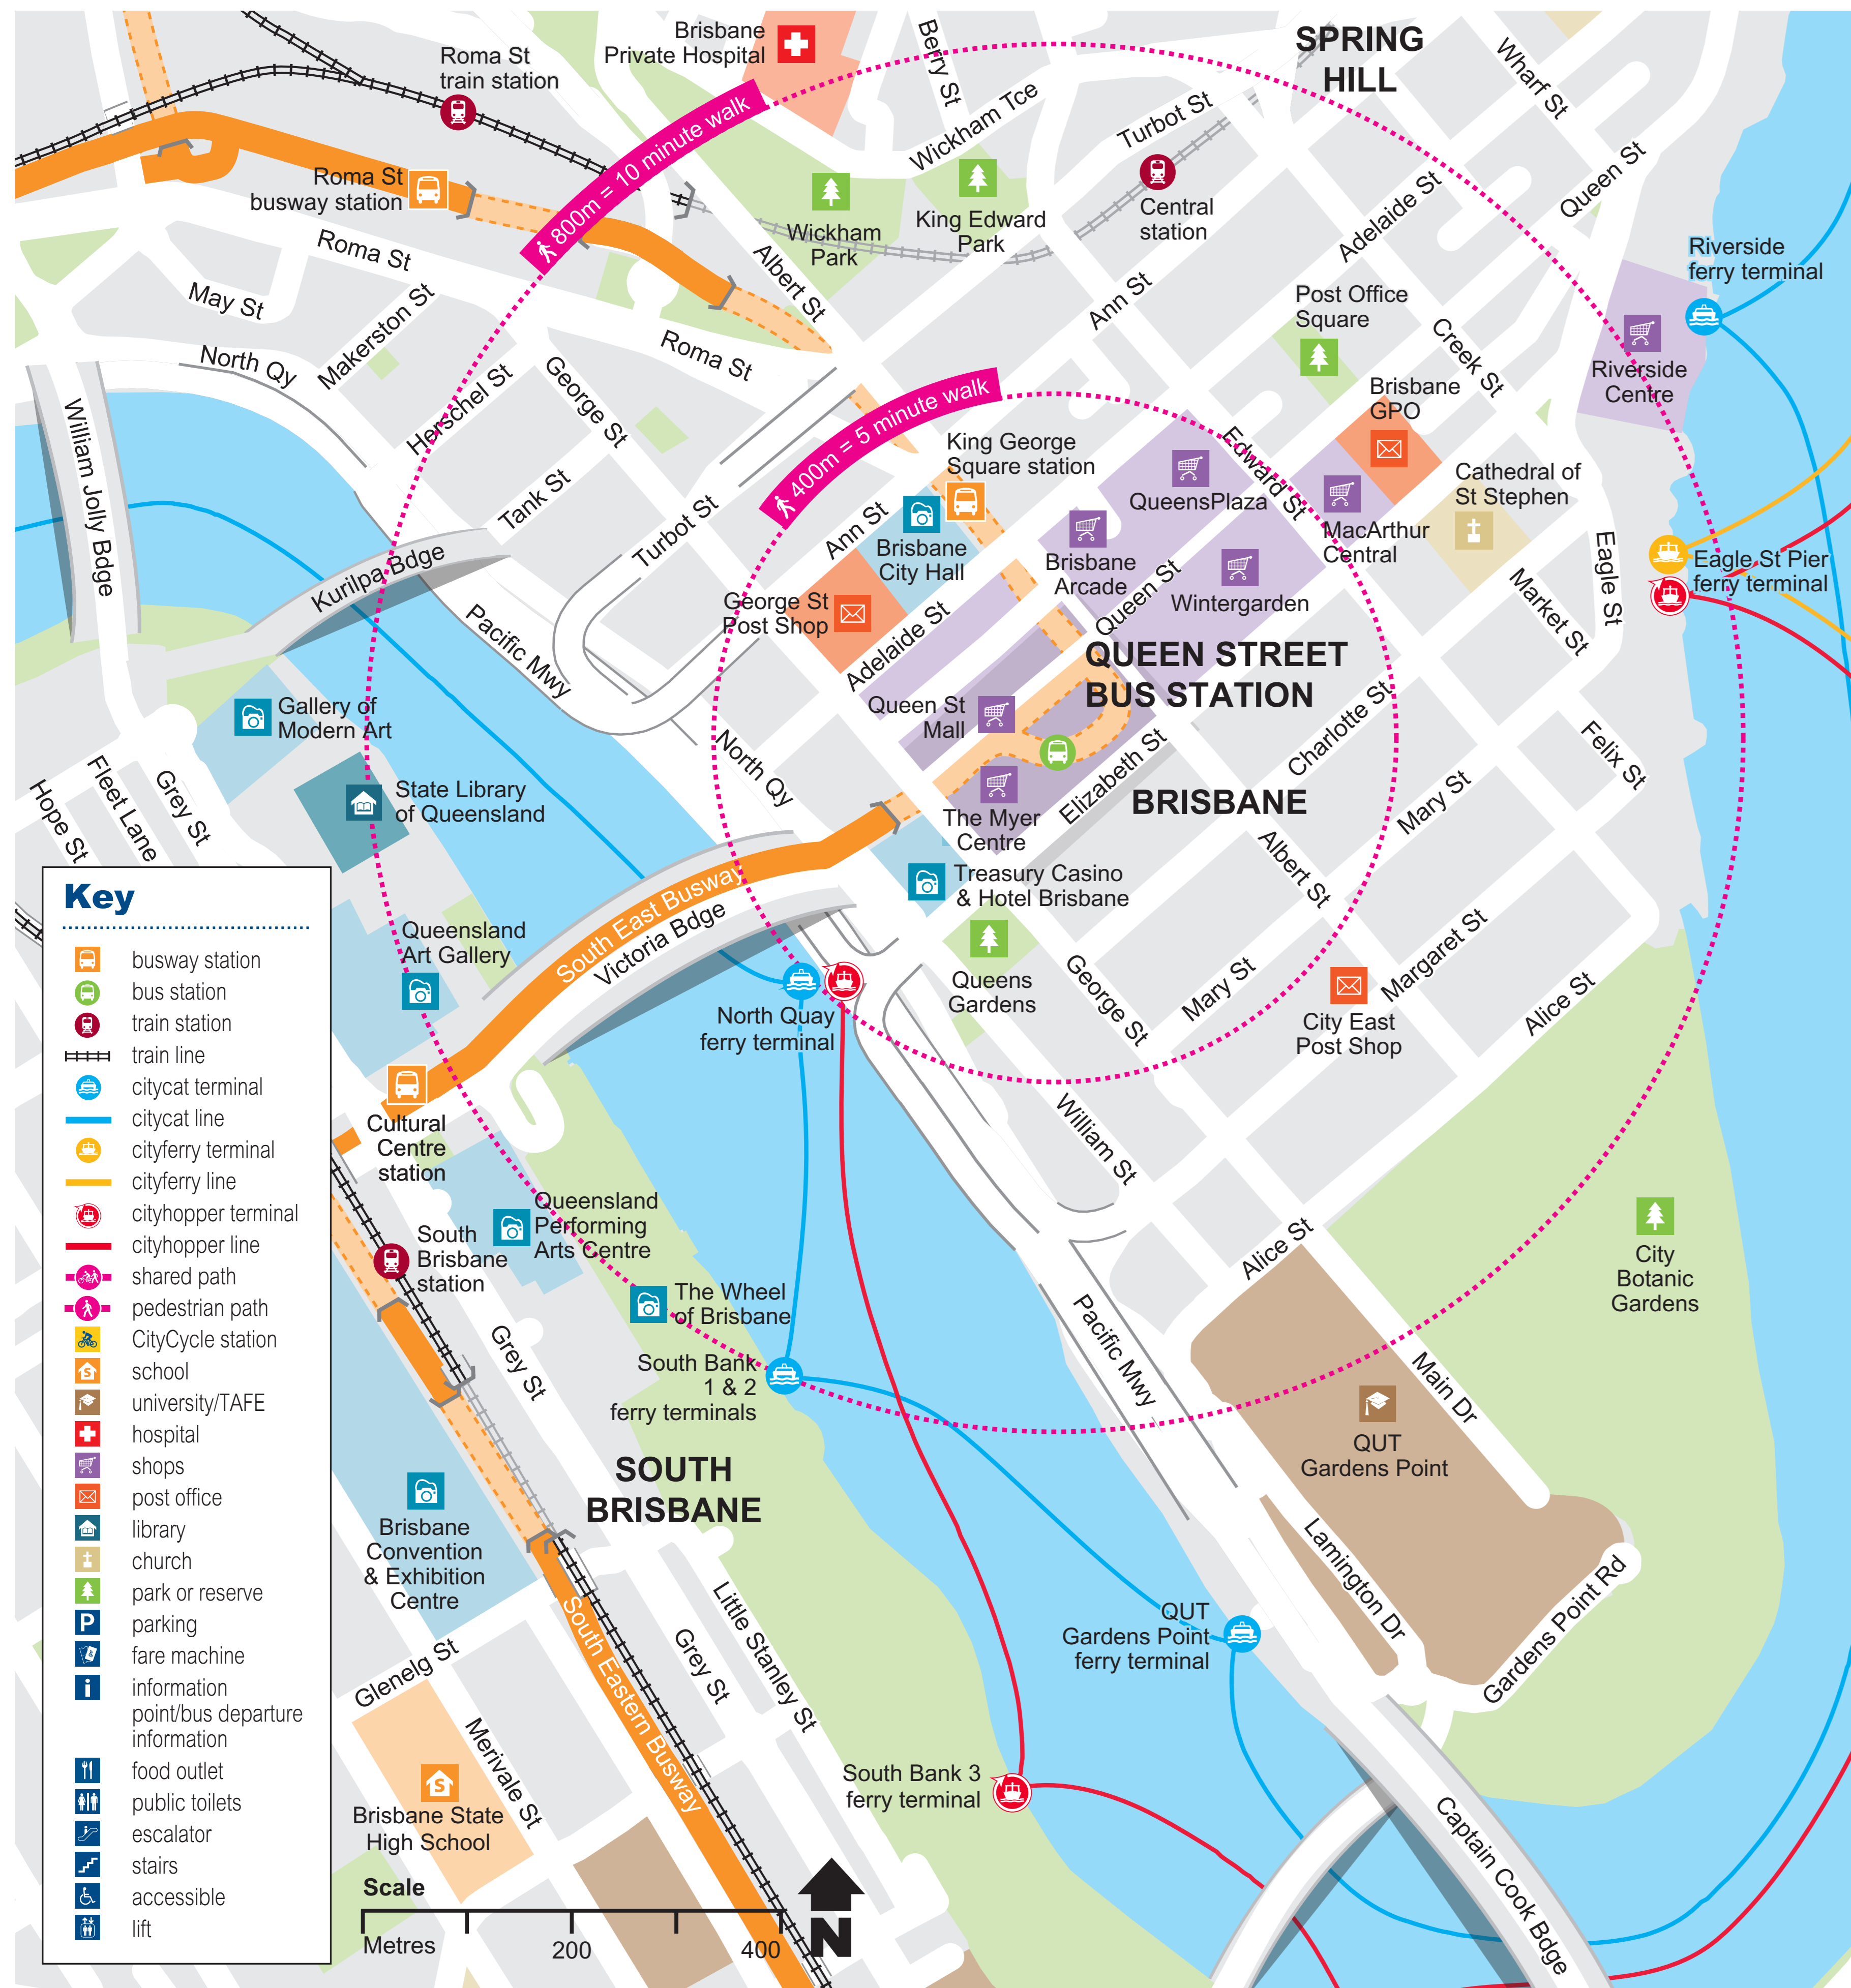 SPRING
HILL
Brisbane
Private Hospital
Berry St
Wharf St
Roma St
train station
Wickham Tce
Turbot St
800m = 10 minute walk
Queen St
Roma St
busway station
Wickham
Park
King Edward
Park
Central
station
Adelaide St
Riverside
ferry terminal
Roma St
Albert St
May St
Makerston St
Ann St
Post Office
Square
Creek St
Riverside
Centre
North Qy
Herschel St
George St
Roma St
400m = 5 minute walk
Brisbane
GPO
William Jolly Bdge
King George
Square station
Edward St
QueensPlaza
Cathedral of
St Stephen
Tank St
Turbot St
Ann St
Brisbane
City Hall
Brisbane
Arcade
MacArthur
Central
Eagle St
Eagle St Pier
ferry terminal
Kurilpa Bdge
Pacific Mwy
George St
Post Shop
Adelaide St
Queen St
Wintergarden
Market St
QUEEN STREET
BUS STATION
Gallery of
Modern Art
Queen St
Mall
Charlotte St
Felix St
North Qy
Hope St
Fleet Lane
Grey St
State Library
of Queensland
Elizabeth St
BRISBANE
Mary St
The Myer
Centre
Albert St
South East Busway
Victoria Bdge
Treasury Casino
& Hotel Brisbane
Queensland
Art Gallery
Queens
Gardens
George St
Mary St
Margaret St
Alice St
City East
Post Shop
North Quay
ferry terminal
Cultural
Centre
station
William St
Queensland
Performing
Arts Centre
South
Brisbane
station
Alice St
City
Botanic
Gardens
The Wheel
of Brisbane
Grey St
Pacific Mwy
Main Dr
South Bank
1 & 2
ferry terminals
QUT
Gardens Point
SOUTH
BRISBANE
Brisbane
Convention
& Exhibition
Centre
Lamington Dr
Gardens Point Rd
Little Stanley St
South Eastern Busway
Grey St
QUT
Gardens Point
ferry terminal
Glenelg St
Merivale St
South Bank 3
ferry terminal
Brisbane State
High School
Captain Cook Bdge
Key
busway station
bus station
train station
train line
citycat terminal
citycat line
cityferry terminal
cityferry line
cityhopper terminal
cityhopper line
shared path
pedestrian path
CityCycle station
S
school
university/TAFE
hospital
shops
post office
library
church
park or reserve
P
parking
fare machine
i
information
point/bus departure
information
food outlet
public toilets
escalator
stairs
accessible
lift
S
Scale
Metres
200
400
N